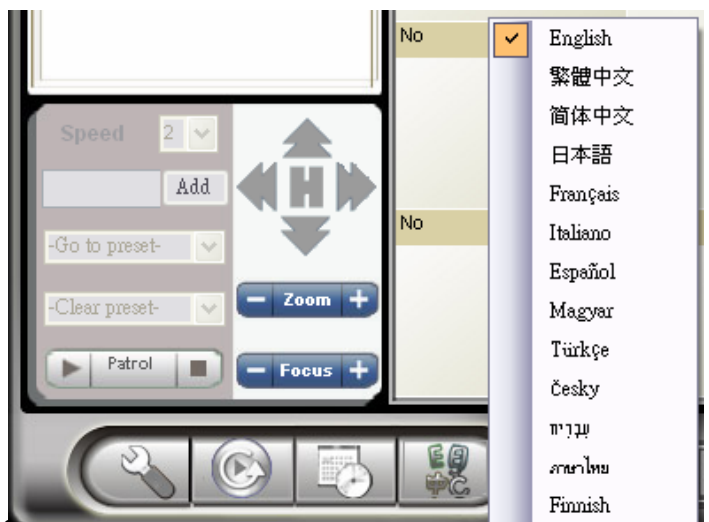 Speed 2
Add
-Go to preset-
-Clear preset-
Patrol
H
Zoom
Focus
No
No
English
繁體中文
简体中文
日本語
Français
Italiano
Español
Magyar
Türkçe
Česky
עברית
ภาษาไทย
Finnish